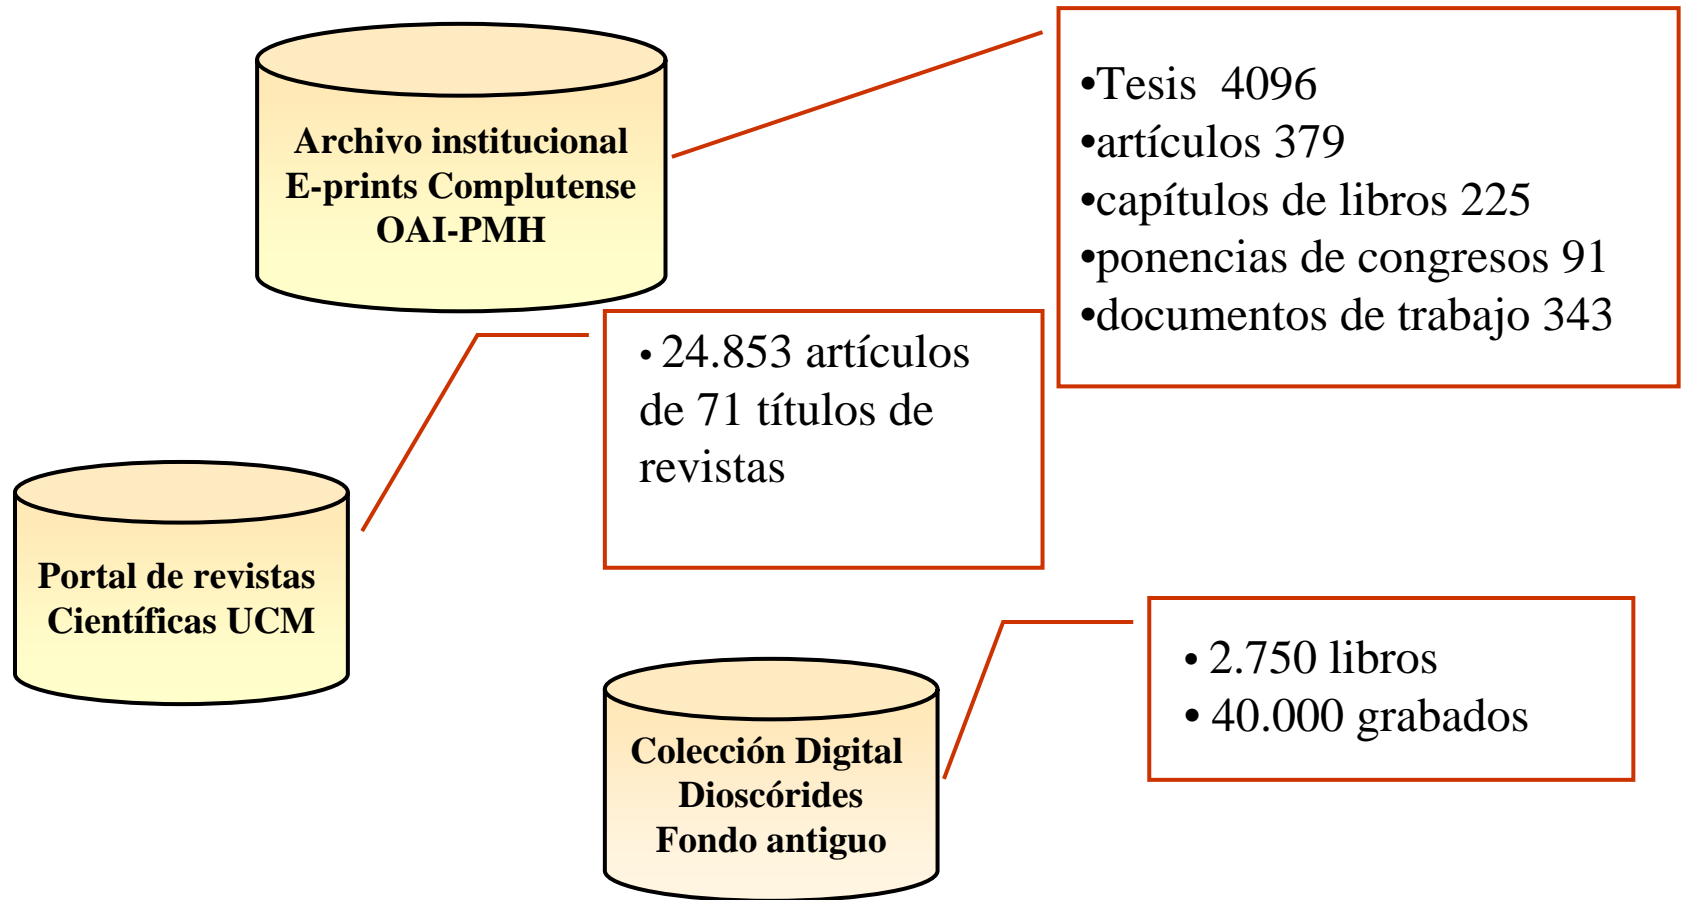 Archivo institucional
E-prints Complutense
OAI-PMH
•Tesis  4096
•artículos 379
•capítulos de libros 225
•ponencias de congresos 91
•documentos de trabajo 343
• 24.853 artículos
de 71 títulos de
revistas
Portal de revistas
Científicas UCM
Colección Digital
Dioscórides
Fondo antiguo
• 2.750 libros
• 40.000 grabados